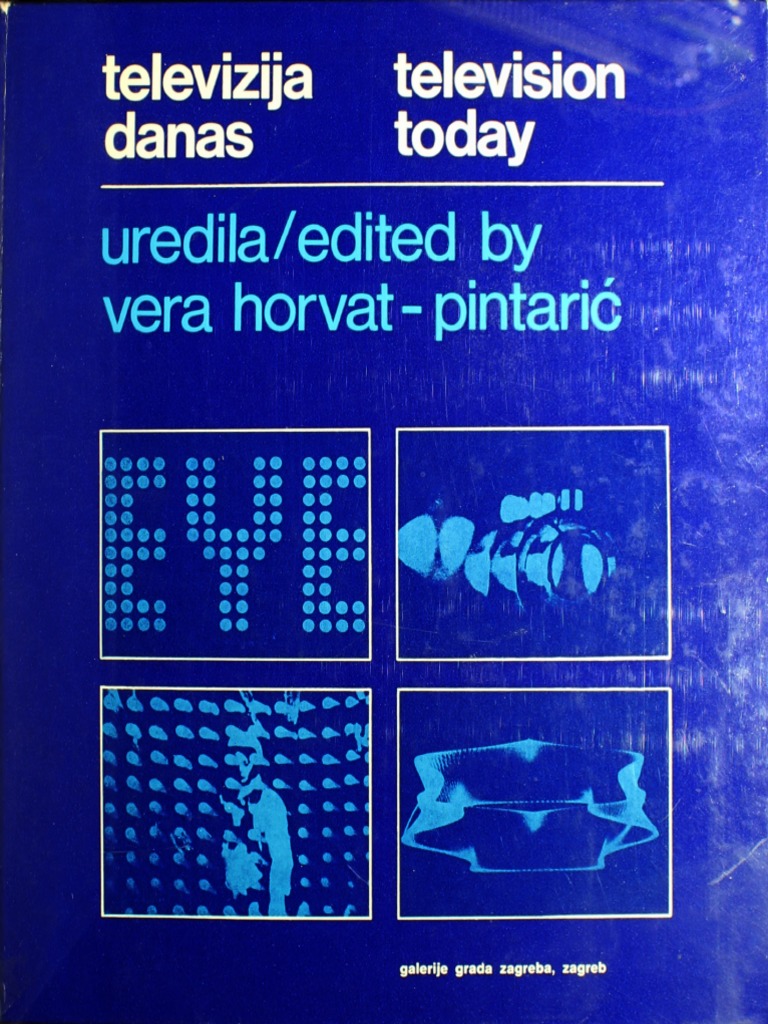 televizija
danas
television
today
uredila/edited by
vera horvat-pintarić
EYE
galerije grada zagreba, zagreb